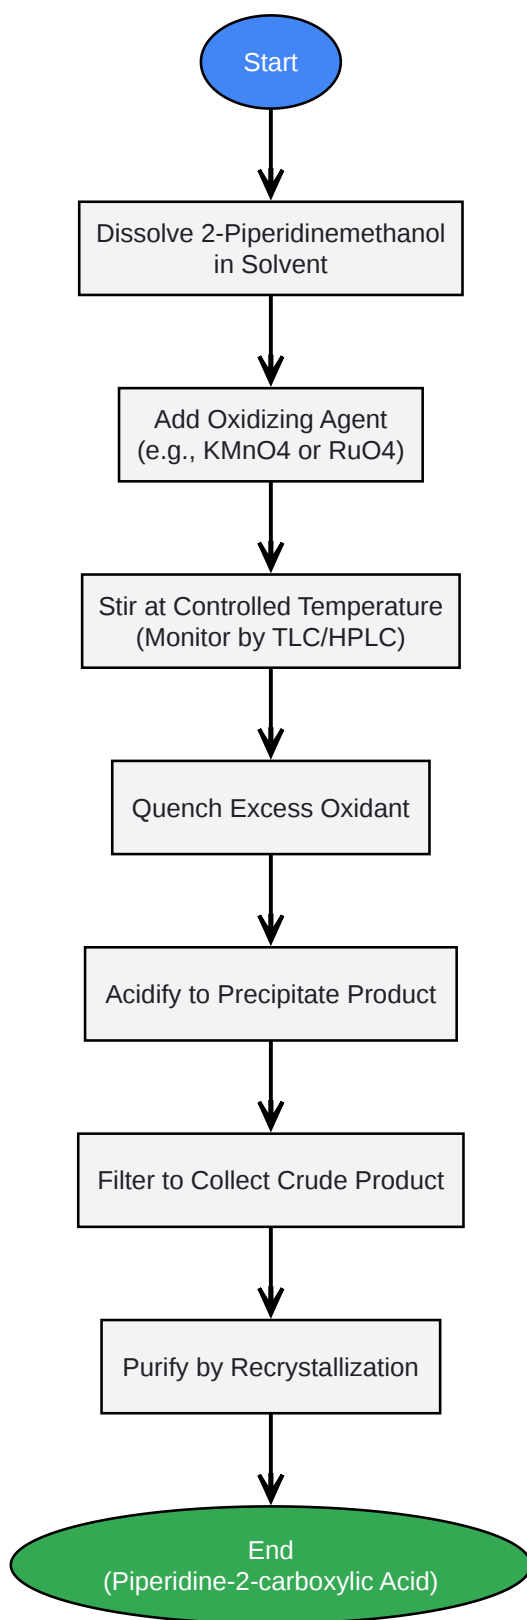 Start
Dissolve 2-Piperidinemethanol
in Solvent
Add Oxidizing Agent
(e.g., KMnO4 or RuO4)
Stir at Controlled Temperature
(Monitor by TLC/HPLC)
Quench Excess Oxidant
Acidify to Precipitate Product
Filter to Collect Crude Product
Purify by Recrystallization
End
(Piperidine-2-carboxylic Acid)